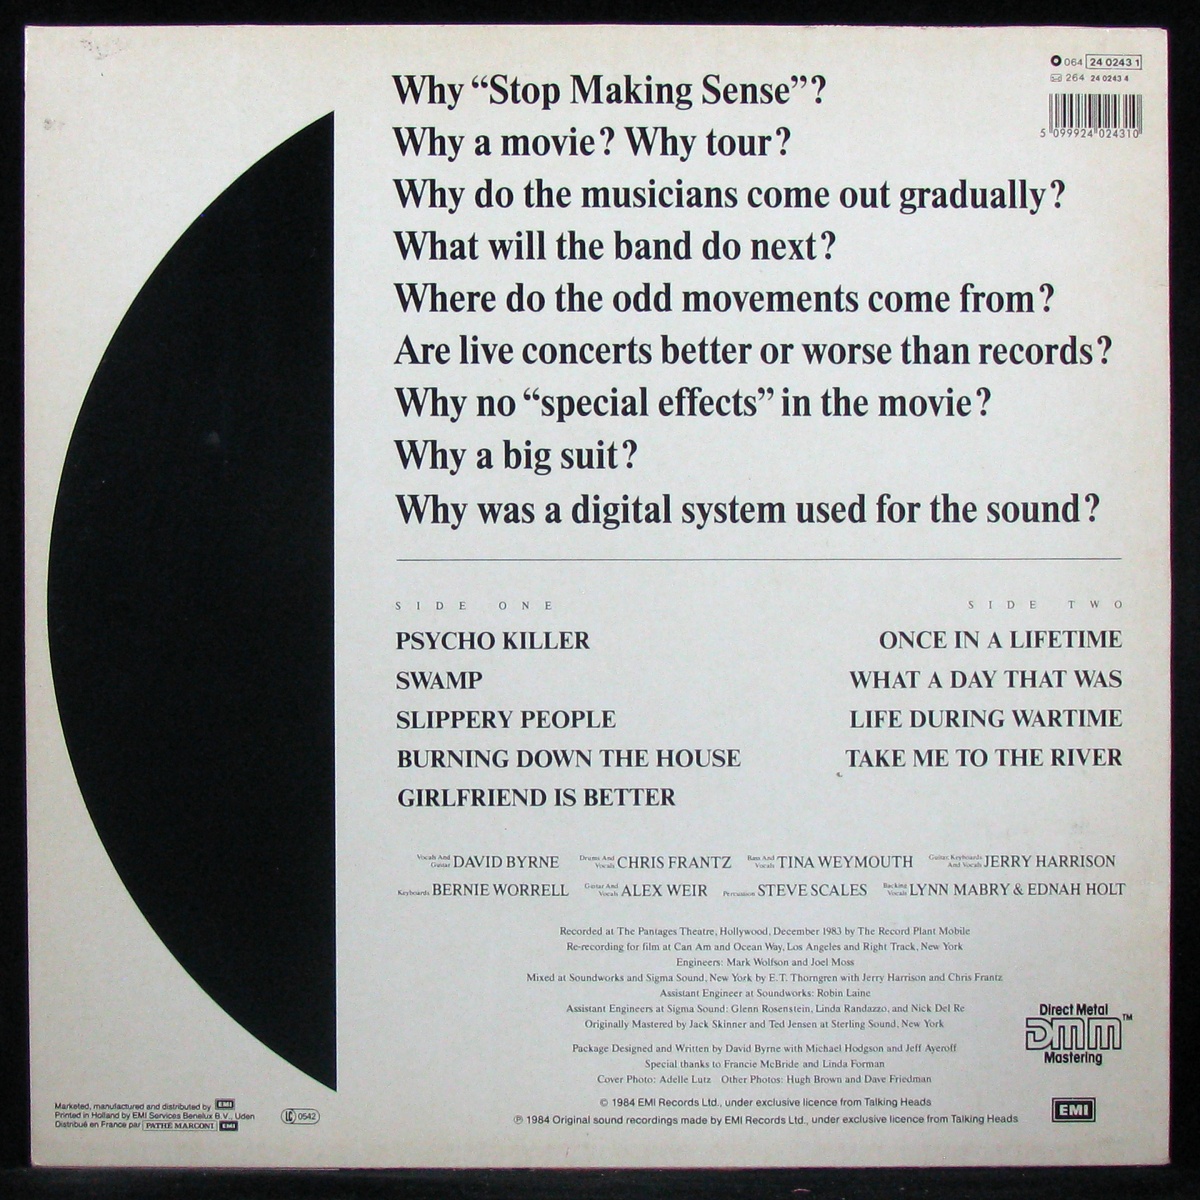 064 24 0243 1
264 24 0243 4
5 099924 024310
Why “Stop Making Sense”?
Why a movie? Why tour?
Why do the musicians come out gradually?
What will the band do next?
Where do the odd movements come from?
Are live concerts better or worse than records?
Why no “special effects” in the movie?
Why a big suit?
Why was a digital system used for the sound?
SIDE ONE
PSYCHO KILLER
SWAMP
SLIPPERY PEOPLE
BURNING DOWN THE HOUSE
GIRLFRIEND IS BETTER
SIDE TWO
ONCE IN A LIFETIME
WHAT A DAY THAT WAS
LIFE DURING WARTIME
TAKE ME TO THE RIVER
Vocals And Guitar DAVID BYRNE Drums And Vocals CHRIS FRANTZ Bass And Vocals TINA WEYMOUTH Guitar, Keyboards And Vocals JERRY HARRISON
Keyboards BERNIE WORRELL Guitar And Vocals ALEX WEIR Percussion STEVE SCALES Backing Vocals LYNN MABRY & EDNAH HOLT
Recorded at The Pantages Theatre, Hollywood, December 1983 by The Record Plant Mobile
Re-recording for film at Can Am and Ocean Way, Los Angeles and Right Track, New York
Engineers: Mark Wolfson and Joel Moss
Mixed at Soundworks and Sigma Sound, New York by E.T. Thorngren with Jerry Harrison and Chris Frantz
Assistant Engineer at Soundworks: Robin Laine
Assistant Engineers at Sigma Sound: Glenn Rosenstein, Linda Randazzo, and Nick Del Re
Originally Mastered by Jack Skinner and Ted Jensen at Sterling Sound, New York
Package Designed and Written by David Byrne with Michael Hodgson and Jeff Ayeroff
Special thanks to Francie McBride and Linda Forman
Cover Photo: Adelle Lutz Other Photos: Hugh Brown and Dave Friedman
© 1984 EMI Records Ltd., under exclusive licence from Talking Heads
℗ 1984 Original sound recordings made by EMI Records Ltd., under exclusive licence from Talking Heads
Direct Metal
DMM™
Mastering
EMI
Marketed, manufactured and distributed by EMI
Printed in Holland by EMI Services Benelux B.V., Uden
Distribué en France par PATHE MARCONI EMI
LC 0542